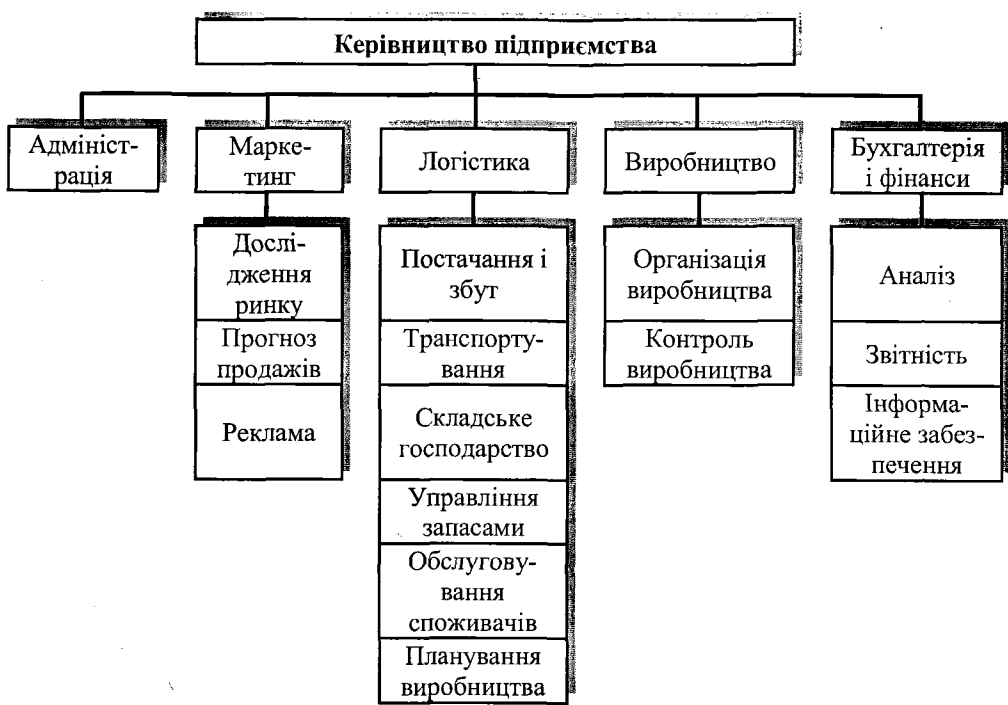 Керівництво підприємства
Адмініст-
рація
Марке-
тинг
Логістика
Виробництво
Бухгалтерія
і фінанси
Дослі-
дження
ринку
Прогноз
продажів
Реклама
Постачання і
збут
Транспорту-
вання
Складське
господарство
Управління
запасами
Обслугову-
вання
споживачів
Планування
виробництва
Організація
виробництва
Контроль
виробництва
Аналіз
Звітність
Інформа-
ційне забез-
печення